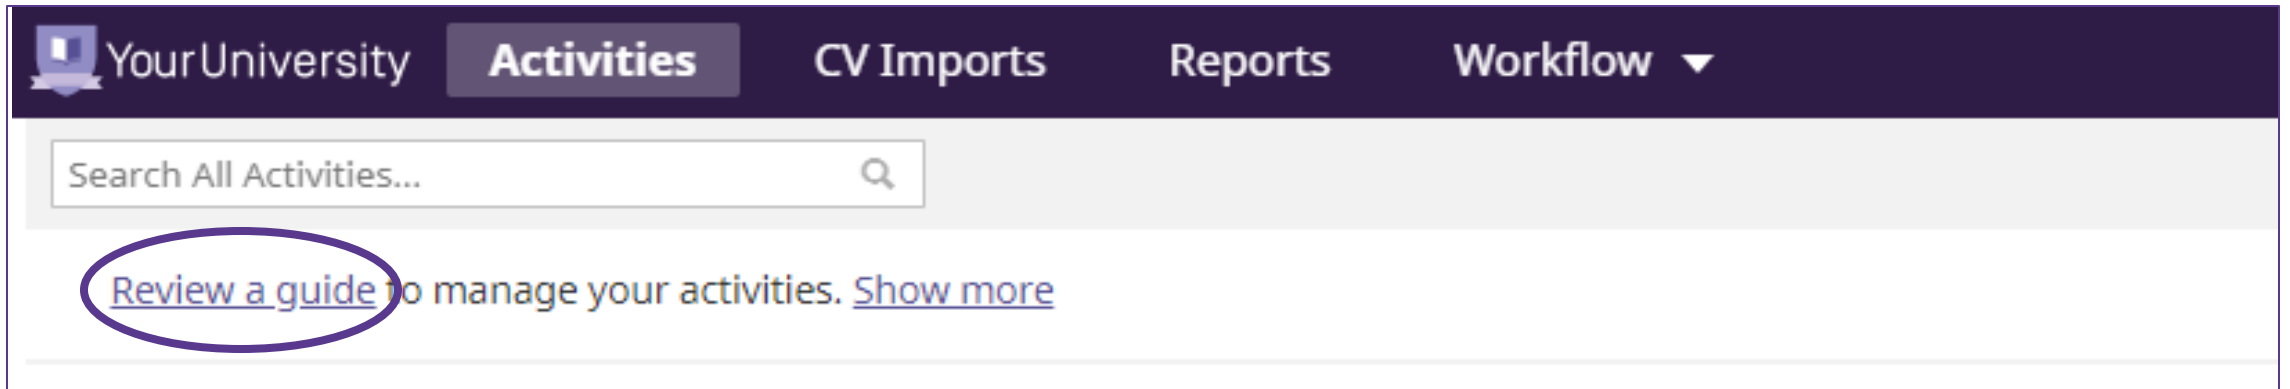 YourUniversity Activities CV Imports Reports Workflow
Search All Activities...
Review a guide to manage your activities. Show more